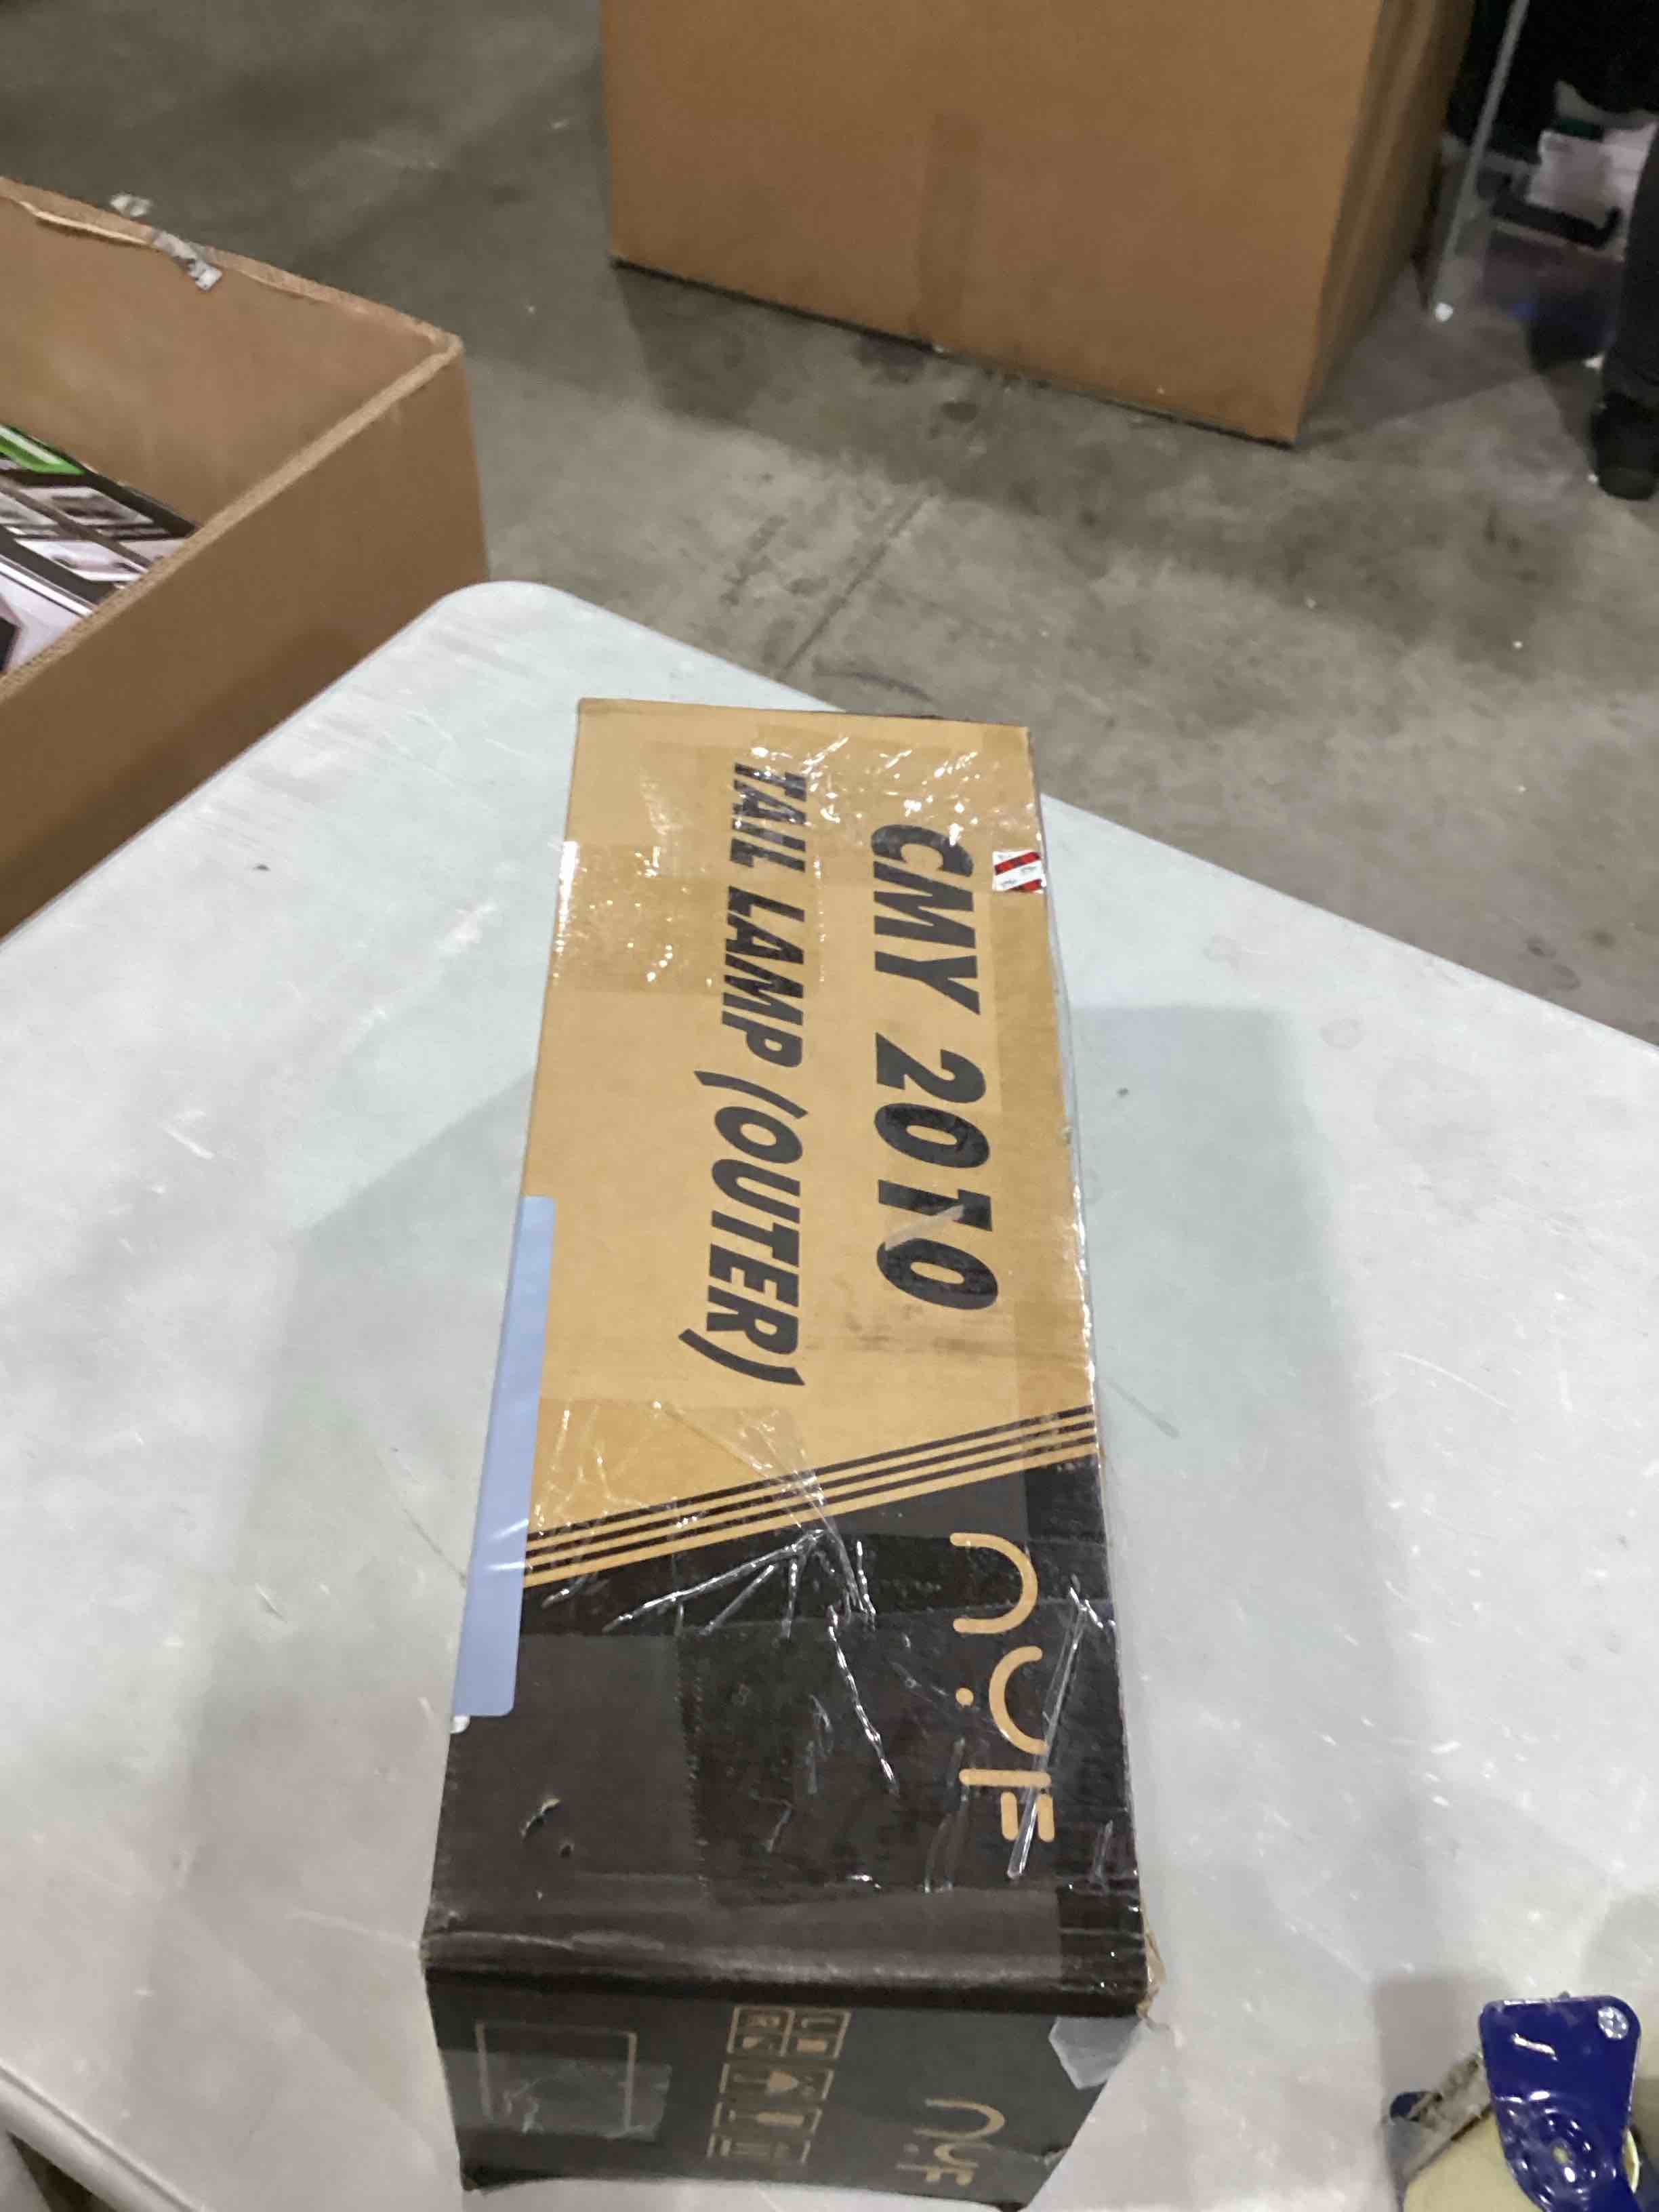 CMY 2010
TAIL LAMP (OUTER)
L
R